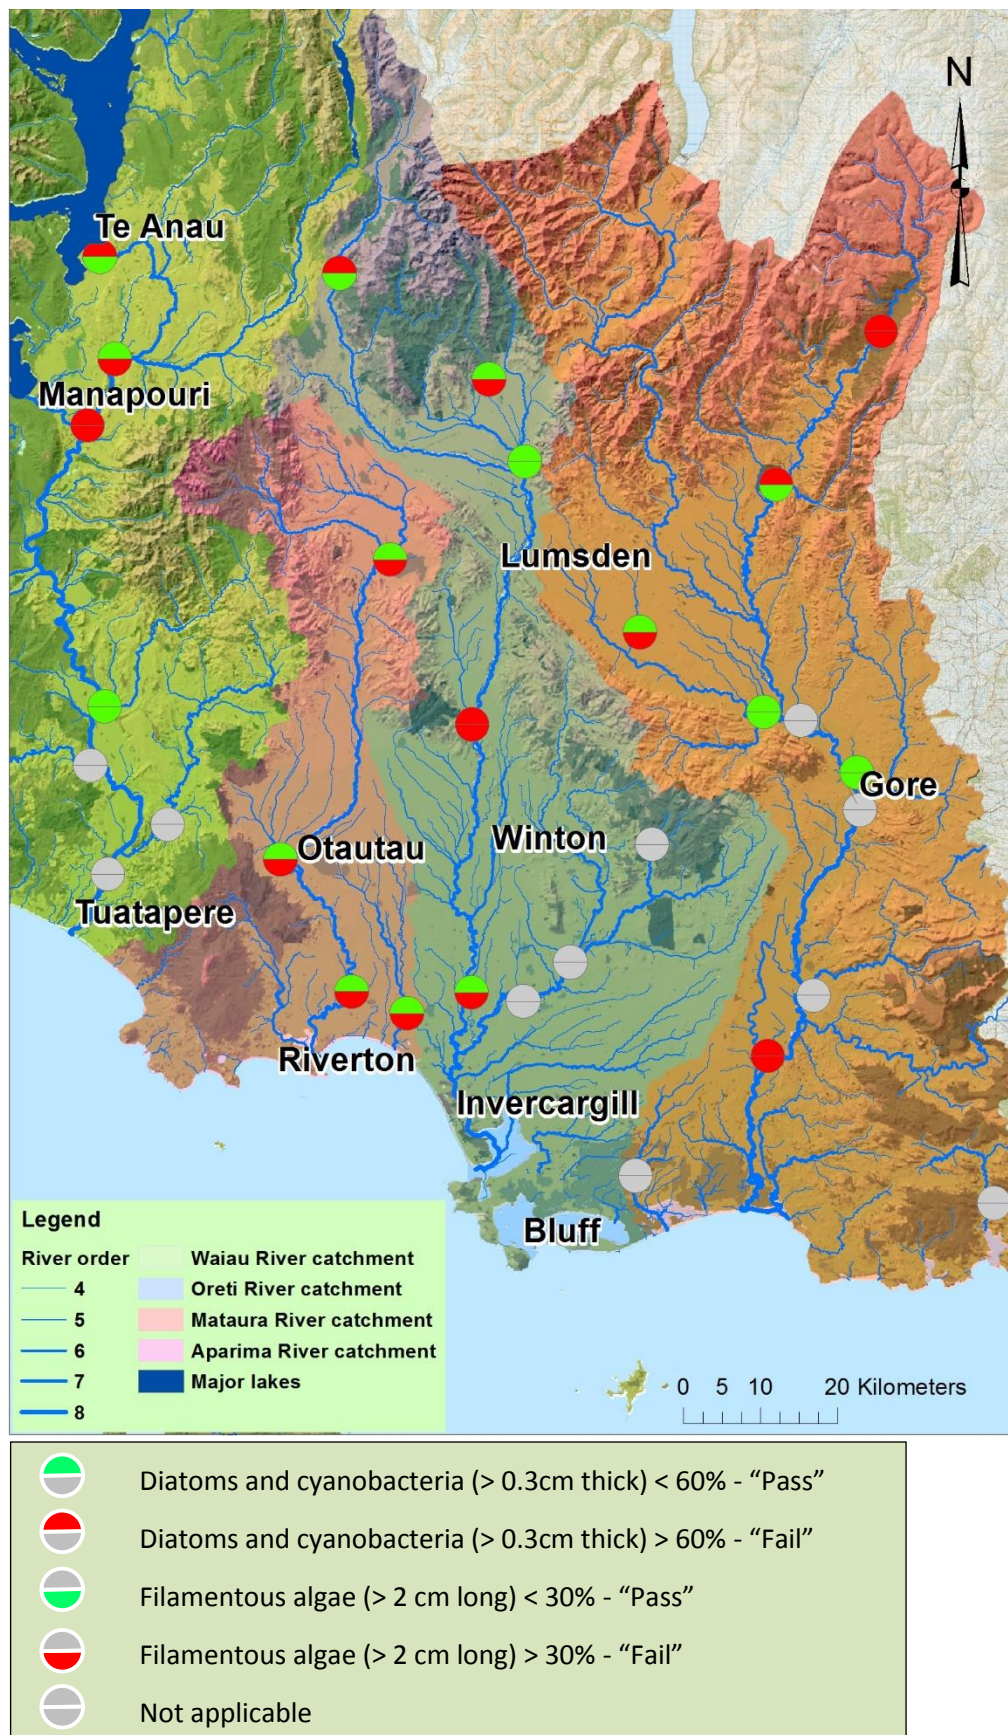 N
Te Anau
Manapouri
Lumsden
Gore
Winton
Otautau
Tuatapere
Riverton
Invercargill
Bluff
Legend
River order
4
5
6
7
8
Waiau River catchment
Oreti River catchment
Mataura River catchment
Aparima River catchment
Major lakes
0 5 10 20 Kilometers
Diatoms and cyanobacteria (> 0.3cm thick) < 60% - “Pass”
Diatoms and cyanobacteria (> 0.3cm thick) > 60% - “Fail”
Filamentous algae (> 2 cm long) < 30% - “Pass”
Filamentous algae (> 2 cm long) > 30% - “Fail”
Not applicable